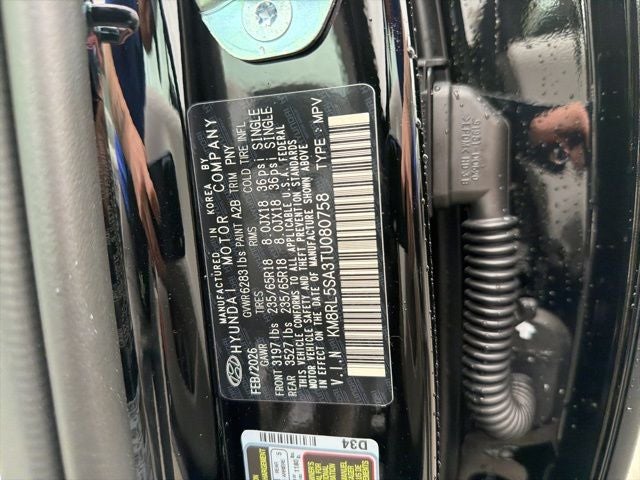 MANUFACTURED IN KOREA BY
HYUNDAI MOTOR COMPANY
FEB/2026 GVWR 6283lbs PAINT A2B TRIM PNY
GAWR TIRES RIMS COLD TIRE INFL
FRONT 3197 lbs 235/65R18 8.0JX18 36psi SINGLE
REAR 3527 lbs 235/65R18 8.0JX18 36psi SINGLE
THIS VEHICLE CONFORMS TO ALL APPLICABLE U.S.A. FEDERAL
MOTOR VEHICLE SAFETY AND THEFT PREVENTION STANDARDS
IN EFFECT ON THE DATE OF MANUFACTURE SHOWN ABOVE
V.I.N KM8RL5SA3TU080758 TYPE : MPV
D34